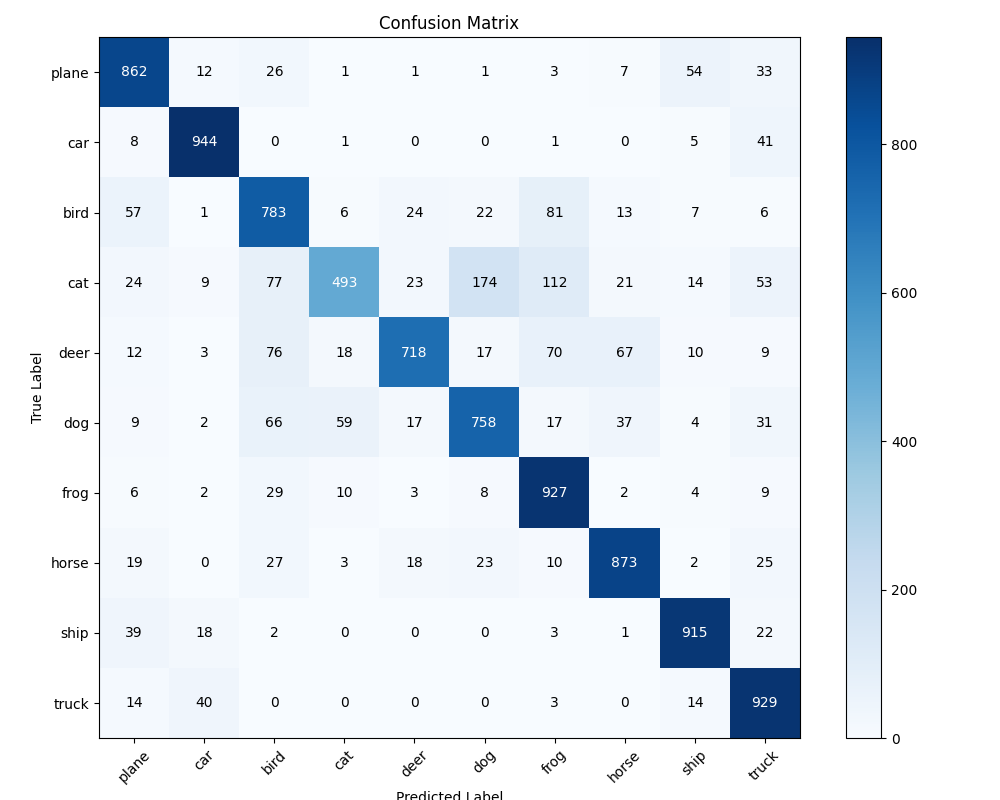 Confusion Matrix
plane 862 12 26 1 1 1 3 7 54 33
car 8 944 0 1 0 0 1 0 5 41
bird 57 1 783 6 24 22 81 13 7 6
cat 24 9 77 493 23 174 112 21 14 53
deer 12 3 76 18 718 17 70 67 10 9
dog 9 2 66 59 17 758 17 37 4 31
frog 6 2 29 10 3 8 927 2 4 9
horse 19 0 27 3 18 23 10 873 2 25
ship 39 18 2 0 0 0 3 1 915 22
truck 14 40 0 0 0 0 3 0 14 929
plane car bird cat deer dog frog horse ship truck
Predicted Label
True Label
800
600
400
200
0